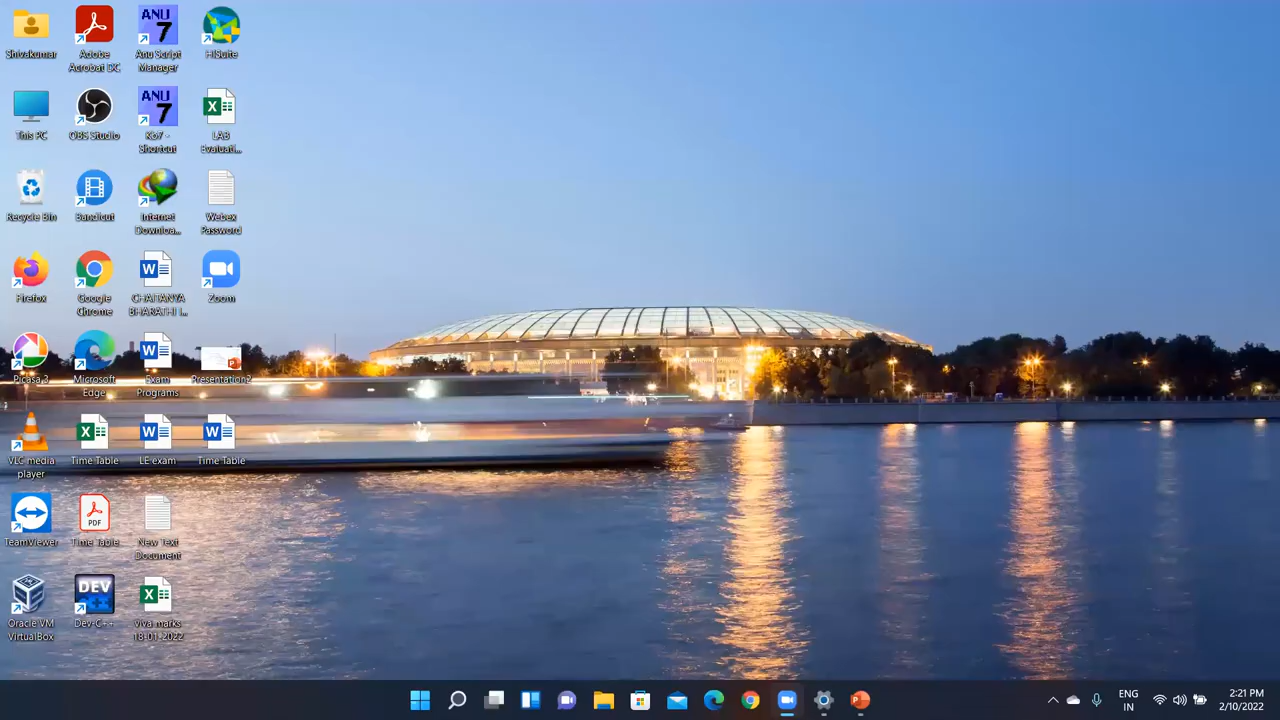 Shivakumar
Adobe
Acrobat DC
Anu Script
Manager
HiSuite
This PC
OBS Studio
Kb7 -
Shortcut
LAB
Evaluati...
Recycle Bin
Bandicut
Internet
Downloa...
Webex
Password
Firefox
Google
Chrome
CHAITANYA
BHARATHI I...
Zoom
Picasa 3
Microsoft
Edge
Exam
Programs
Presentation2
VLC media
player
Time Table
LE exam
Time Table
TeamViewer
Time Table
New Text
Document
Oracle VM
VirtualBox
Dev-C++
viva marks
18-01-2022
ANU
7
ANU
7
PDF
DEV
ENG
IN
2:21 PM
2/10/2022